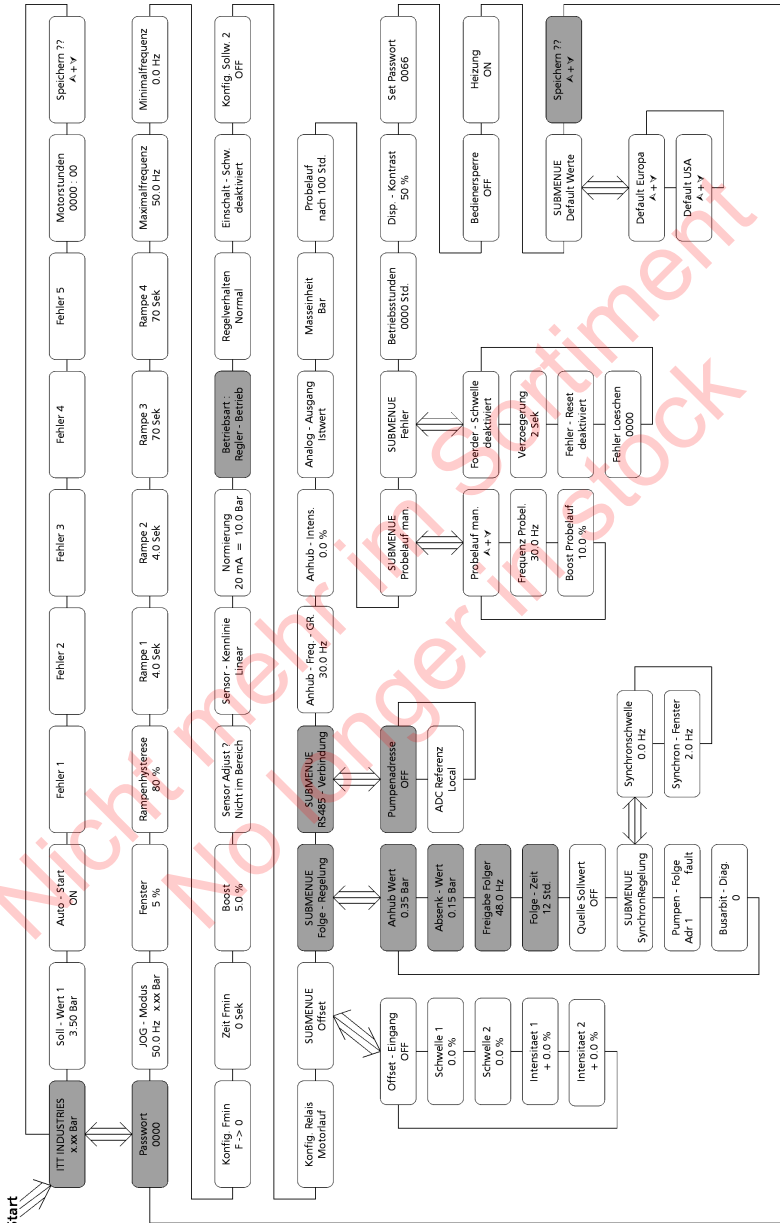 Start
ITT INDUSTRIES
x.xx Bar
Soll - Wert 1
3.50 Bar
Auto - Start
ON
Fehler 1
Fehler 2
Fehler 3
Fehler 4
Fehler 5
Motorstunden
0000 : 00
Speichern ??
⮝ + ⮟
Passwort
0000
JOG - Modus
50.0 Hz x.xx Bar
Fenster
5 %
Rampenhysterese
80 %
Rampe 1
4.0 Sek
Rampe 2
4.0 Sek
Rampe 3
70 Sek
Rampe 4
70 Sek
Maximalfrequenz
50.0 Hz
Minimalfrequenz
0.0 Hz
Konfig. Fmin
F -> 0
Zeit Fmin
0 Sek
Boost
5.0 %
Sensor Adjust ?
Nicht im Bereich
Sensor - Kennlinie
Linear
Normierung
20 mA = 10.0 Bar
Betriebsart :
Regler - Betrieb
Regelverhalten
Normal
Einschalt - Schw.
deaktiviert
Konfig. Sollw. 2
OFF
Konfig. Relais
Motorlauf
SUBMENUE
Offset
SUBMENUE
Folge - Regelung
SUBMENUE
RS485 - Verbindung
Anhub - Freq. - GR.
30.0 Hz
Anhub - Intens.
0.0 %
Analog - Ausgang
Istwert
Masseinheit
Bar
Probelauf
nach 100 Std.
Offset - Eingang
OFF
Schwelle 1
0.0 %
Schwelle 2
0.0 %
Intensitaet 1
+ 0.0 %
Intensitaet 2
+ 0.0 %
Anhub Wert
0.35 Bar
Absenk - Wert
0.15 Bar
Freigabe Folger
48.0 Hz
Folge - Zeit
12 Std.
Quelle Sollwert
OFF
SUBMENUE
SynchronRegelung
Pumpen - Folge
Adr 1 fault
Busarbit - Diag.
0
Synchronschwelle
0.0 Hz
Synchron - Fenster
2.0 Hz
Pumpenadresse
OFF
ADC Referenz
Local
SUBMENUE
Probelauf man.
Probelauf man.
⮝ + ⮟
Frequenz Probel.
30.0 Hz
Boost Probelauf
10.0 %
SUBMENUE
Fehler
Foerder - Schwelle
deaktiviert
Verzoegerung
2 Sek
Fehler - Reset
deaktiviert
Fehler Loeschen
0000
Betriebsstunden
0000 Std.
Disp. - Kontrast
50 %
Set Passwort
0066
Bedienersperre
OFF
Heizung
ON
SUBMENUE
Default Werte
Speichern ??
⮝ + ⮟
Default Europa
⮝ + ⮟
Default USA
⮝ + ⮟
Nicht mehr im Sortiment
No longer in stock